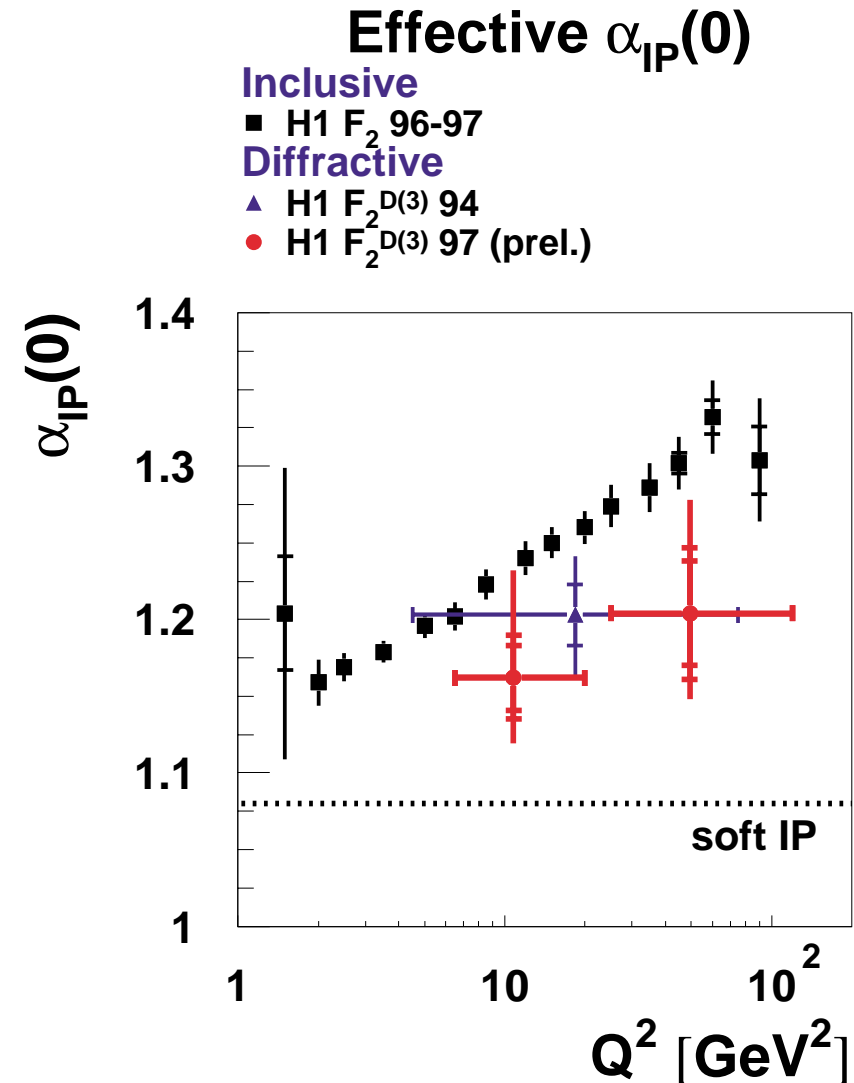 Effective α_IP(0)
Inclusive
H1 F_2 96-97
Diffractive
H1 F_2^D(3) 94
H1 F_2^D(3) 97 (prel.)
α_IP(0)
1.4
1.3
1.2
1.1
1
soft IP
1 10 10^2
Q^2 [GeV^2]